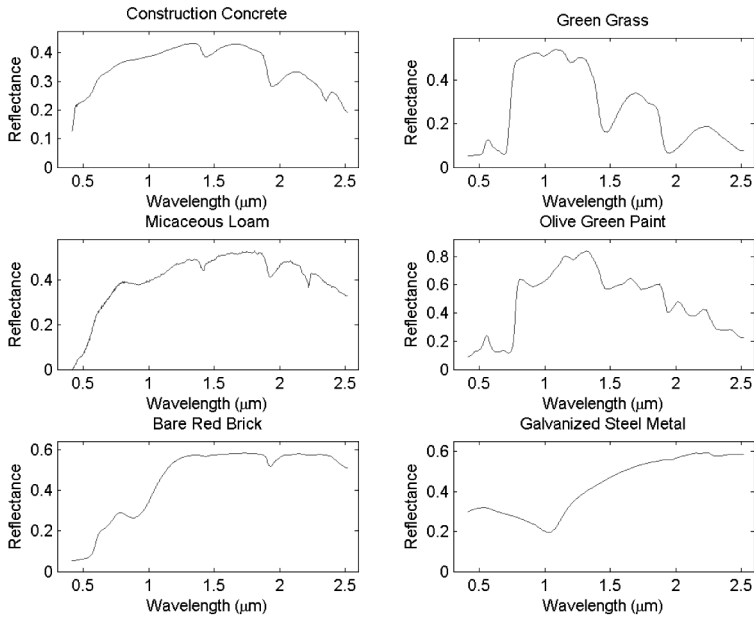 Construction Concrete
Reflectance
0.4
0.3
0.2
0.1
0
0.5 1 1.5 2 2.5
Wavelength (μm)
Green Grass
Reflectance
0.4
0.2
0
0.5 1 1.5 2 2.5
Wavelength (μm)
Micaceous Loam
Reflectance
0.4
0.2
0
0.5 1 1.5 2 2.5
Wavelength (μm)
Olive Green Paint
Reflectance
0.8
0.6
0.4
0.2
0
0.5 1 1.5 2 2.5
Wavelength (μm)
Bare Red Brick
Reflectance
0.6
0.4
0.2
0
0.5 1 1.5 2 2.5
Wavelength (μm)
Galvanized Steel Metal
Reflectance
0.6
0.4
0.2
0
0.5 1 1.5 2 2.5
Wavelength (μm)